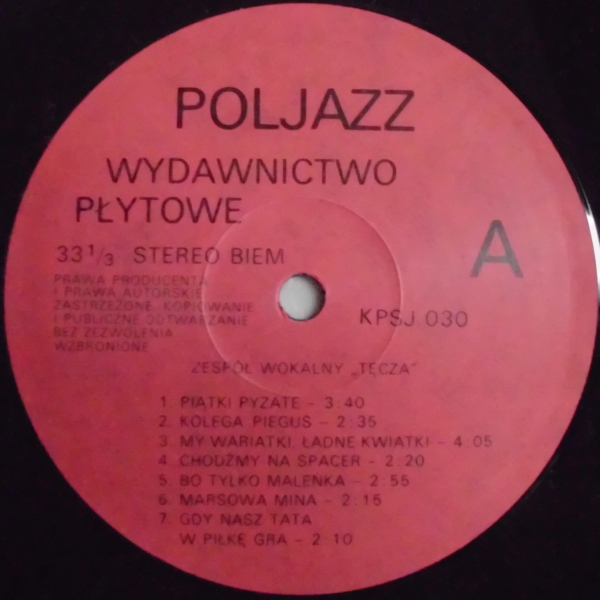 POLJAZZ
WYDAWNICTWO
PŁYTOWE
33 1/3 STEREO BIEM
A
PRAWA PRODUCENTA
I PRAWA AUTORSKIE
ZASTRZEŻONE. KOPIOWANIE
I PUBLICZNE ODTWARZANIE
BEZ ZEZWOLENIA
WZBRONIONE
KPSJ 030
ZESPÓŁ WOKALNY „TĘCZA”
1. PIĄTKI PYZATE – 3:40
2. KOLEGA PIEGUS – 2:35
3. MY WARIATKI, ŁADNE KWIATKI – 4:05
4. CHODŹMY NA SPACER – 2:20
5. BO TYLKO MALEŃKA – 2:55
6. MARSOWA MINA – 2:15
7. GDY NASZ TATA
W PIŁKĘ GRA – 2:10